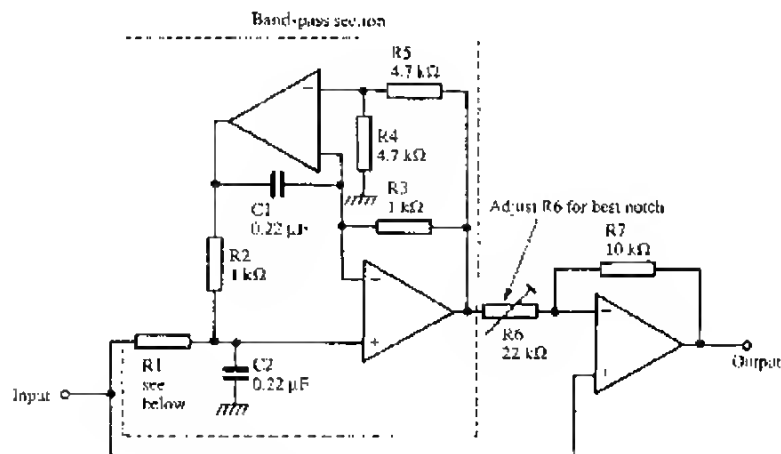 Band-pass section
R5
4.7 kΩ
R4
4.7 kΩ
R3
1 kΩ
C1
0.22 µF
Adjust R6 for best notch
R7
10 kΩ
R2
1 kΩ
R6
22 kΩ
R1
see
below
C2
0.22 µF
Input
Output